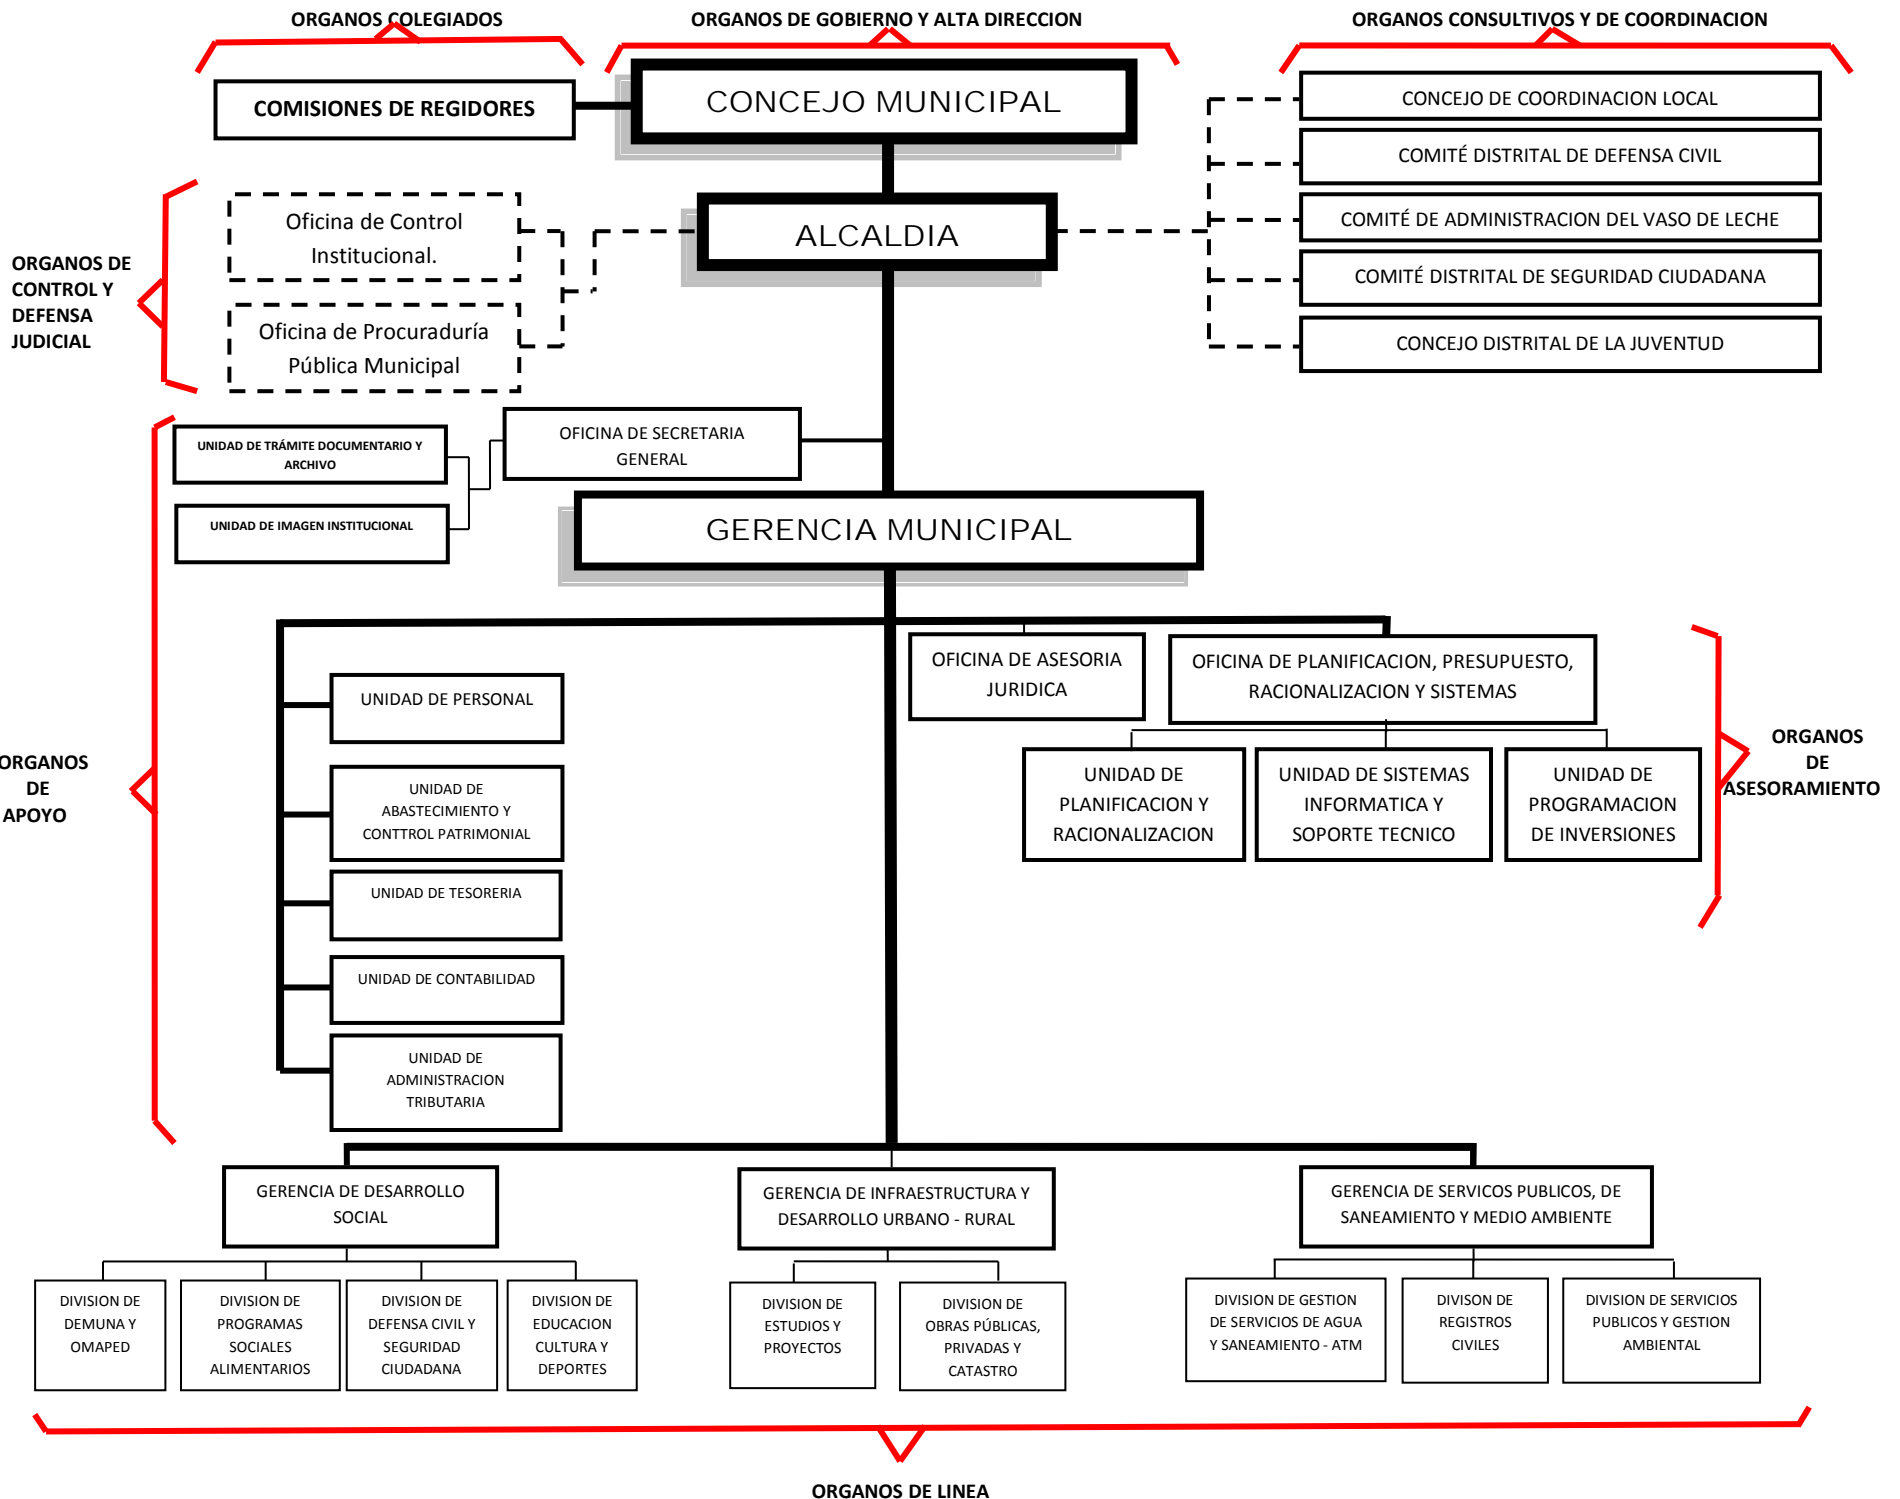 ORGANOS COLEGIADOS
ORGANOS DE GOBIERNO Y ALTA DIRECCION
ORGANOS CONSULTIVOS Y DE COORDINACION
COMISIONES DE REGIDORES
CONCEJO MUNICIPAL
CONCEJO DE COORDINACION LOCAL
COMITÉ DISTRITAL DE DEFENSA CIVIL
COMITÉ DE ADMINISTRACION DEL VASO DE LECHE
COMITÉ DISTRITAL DE SEGURIDAD CIUDADANA
CONCEJO DISTRITAL DE LA JUVENTUD
ALCALDIA
Oficina de Control
Institucional.
Oficina de Procuraduría
Pública Municipal
ORGANOS DE
CONTROL Y
DEFENSA
JUDICIAL
OFICINA DE SECRETARIA
GENERAL
UNIDAD DE TRÁMITE DOCUMENTARIO Y
ARCHIVO
UNIDAD DE IMAGEN INSTITUCIONAL
GERENCIA MUNICIPAL
OFICINA DE ASESORIA
JURIDICA
OFICINA DE PLANIFICACION, PRESUPUESTO,
RACIONALIZACION Y SISTEMAS
UNIDAD DE
PLANIFICACION Y
RACIONALIZACION
UNIDAD DE SISTEMAS
INFORMATICA Y
SOPORTE TECNICO
UNIDAD DE
PROGRAMACION
DE INVERSIONES
ORGANOS
DE
ASESORAMIENTO
ORGANOS
DE
APOYO
UNIDAD DE PERSONAL
UNIDAD DE
ABASTECIMIENTO Y
CONTTROL PATRIMONIAL
UNIDAD DE TESORERIA
UNIDAD DE CONTABILIDAD
UNIDAD DE
ADMINISTRACION
TRIBUTARIA
GERENCIA DE DESARROLLO
SOCIAL
GERENCIA DE INFRAESTRUCTURA Y
DESARROLLO URBANO - RURAL
GERENCIA DE SERVICOS PUBLICOS, DE
SANEAMIENTO Y MEDIO AMBIENTE
DIVISION DE
DEMUNA Y
OMAPED
DIVISION DE
PROGRAMAS
SOCIALES
ALIMENTARIOS
DIVISION DE
DEFENSA CIVIL Y
SEGURIDAD
CIUDADANA
DIVISION DE
EDUCACION
CULTURA Y
DEPORTES
DIVISION DE
ESTUDIOS Y
PROYECTOS
DIVISION DE
OBRAS PÚBLICAS,
PRIVADAS Y
CATASTRO
DIVISION DE GESTION
DE SERVICIOS DE AGUA
Y SANEAMIENTO - ATM
DIVISON DE
REGISTROS
CIVILES
DIVISION DE SERVICIOS
PUBLICOS Y GESTION
AMBIENTAL
ORGANOS DE LINEA